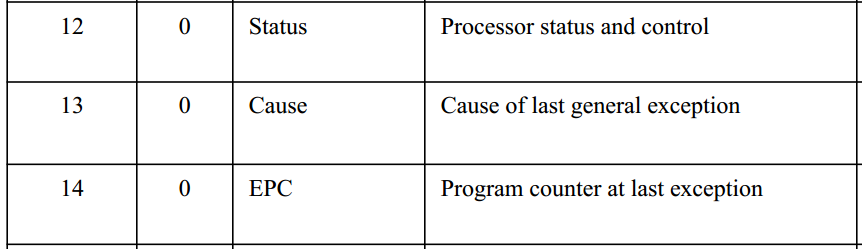 12 0 Status Processor status and control
13 0 Cause Cause of last general exception
14 0 EPC Program counter at last exception